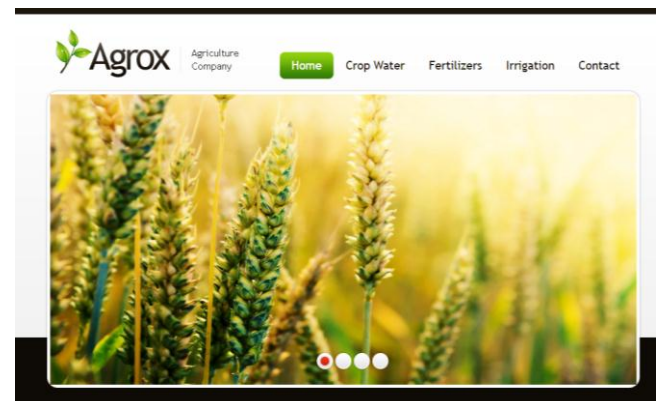 Agrox
Agriculture
Company
Home Crop Water Fertilizers Irrigation Contact